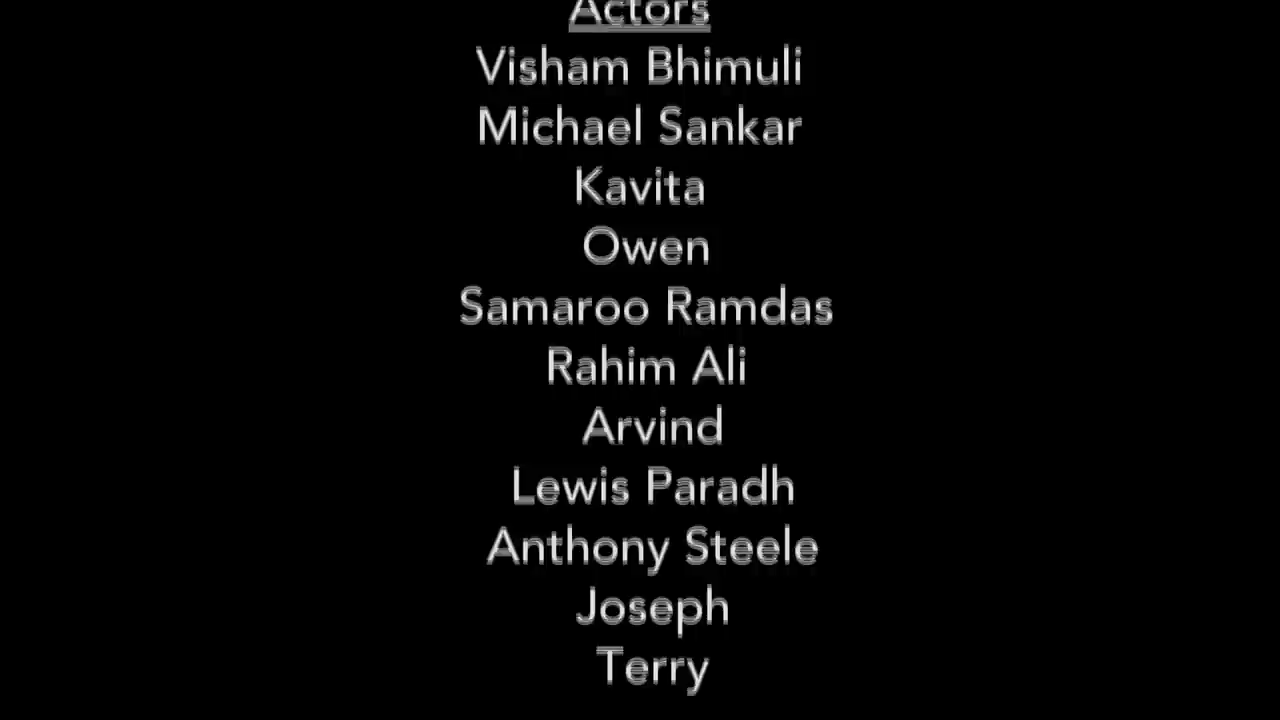 Actors
Visham Bhimuli
Michael Sankar
Kavita
Owen
Samaroo Ramdas
Rahim Ali
Arvind
Lewis Paradh
Anthony Steele
Joseph
Terry